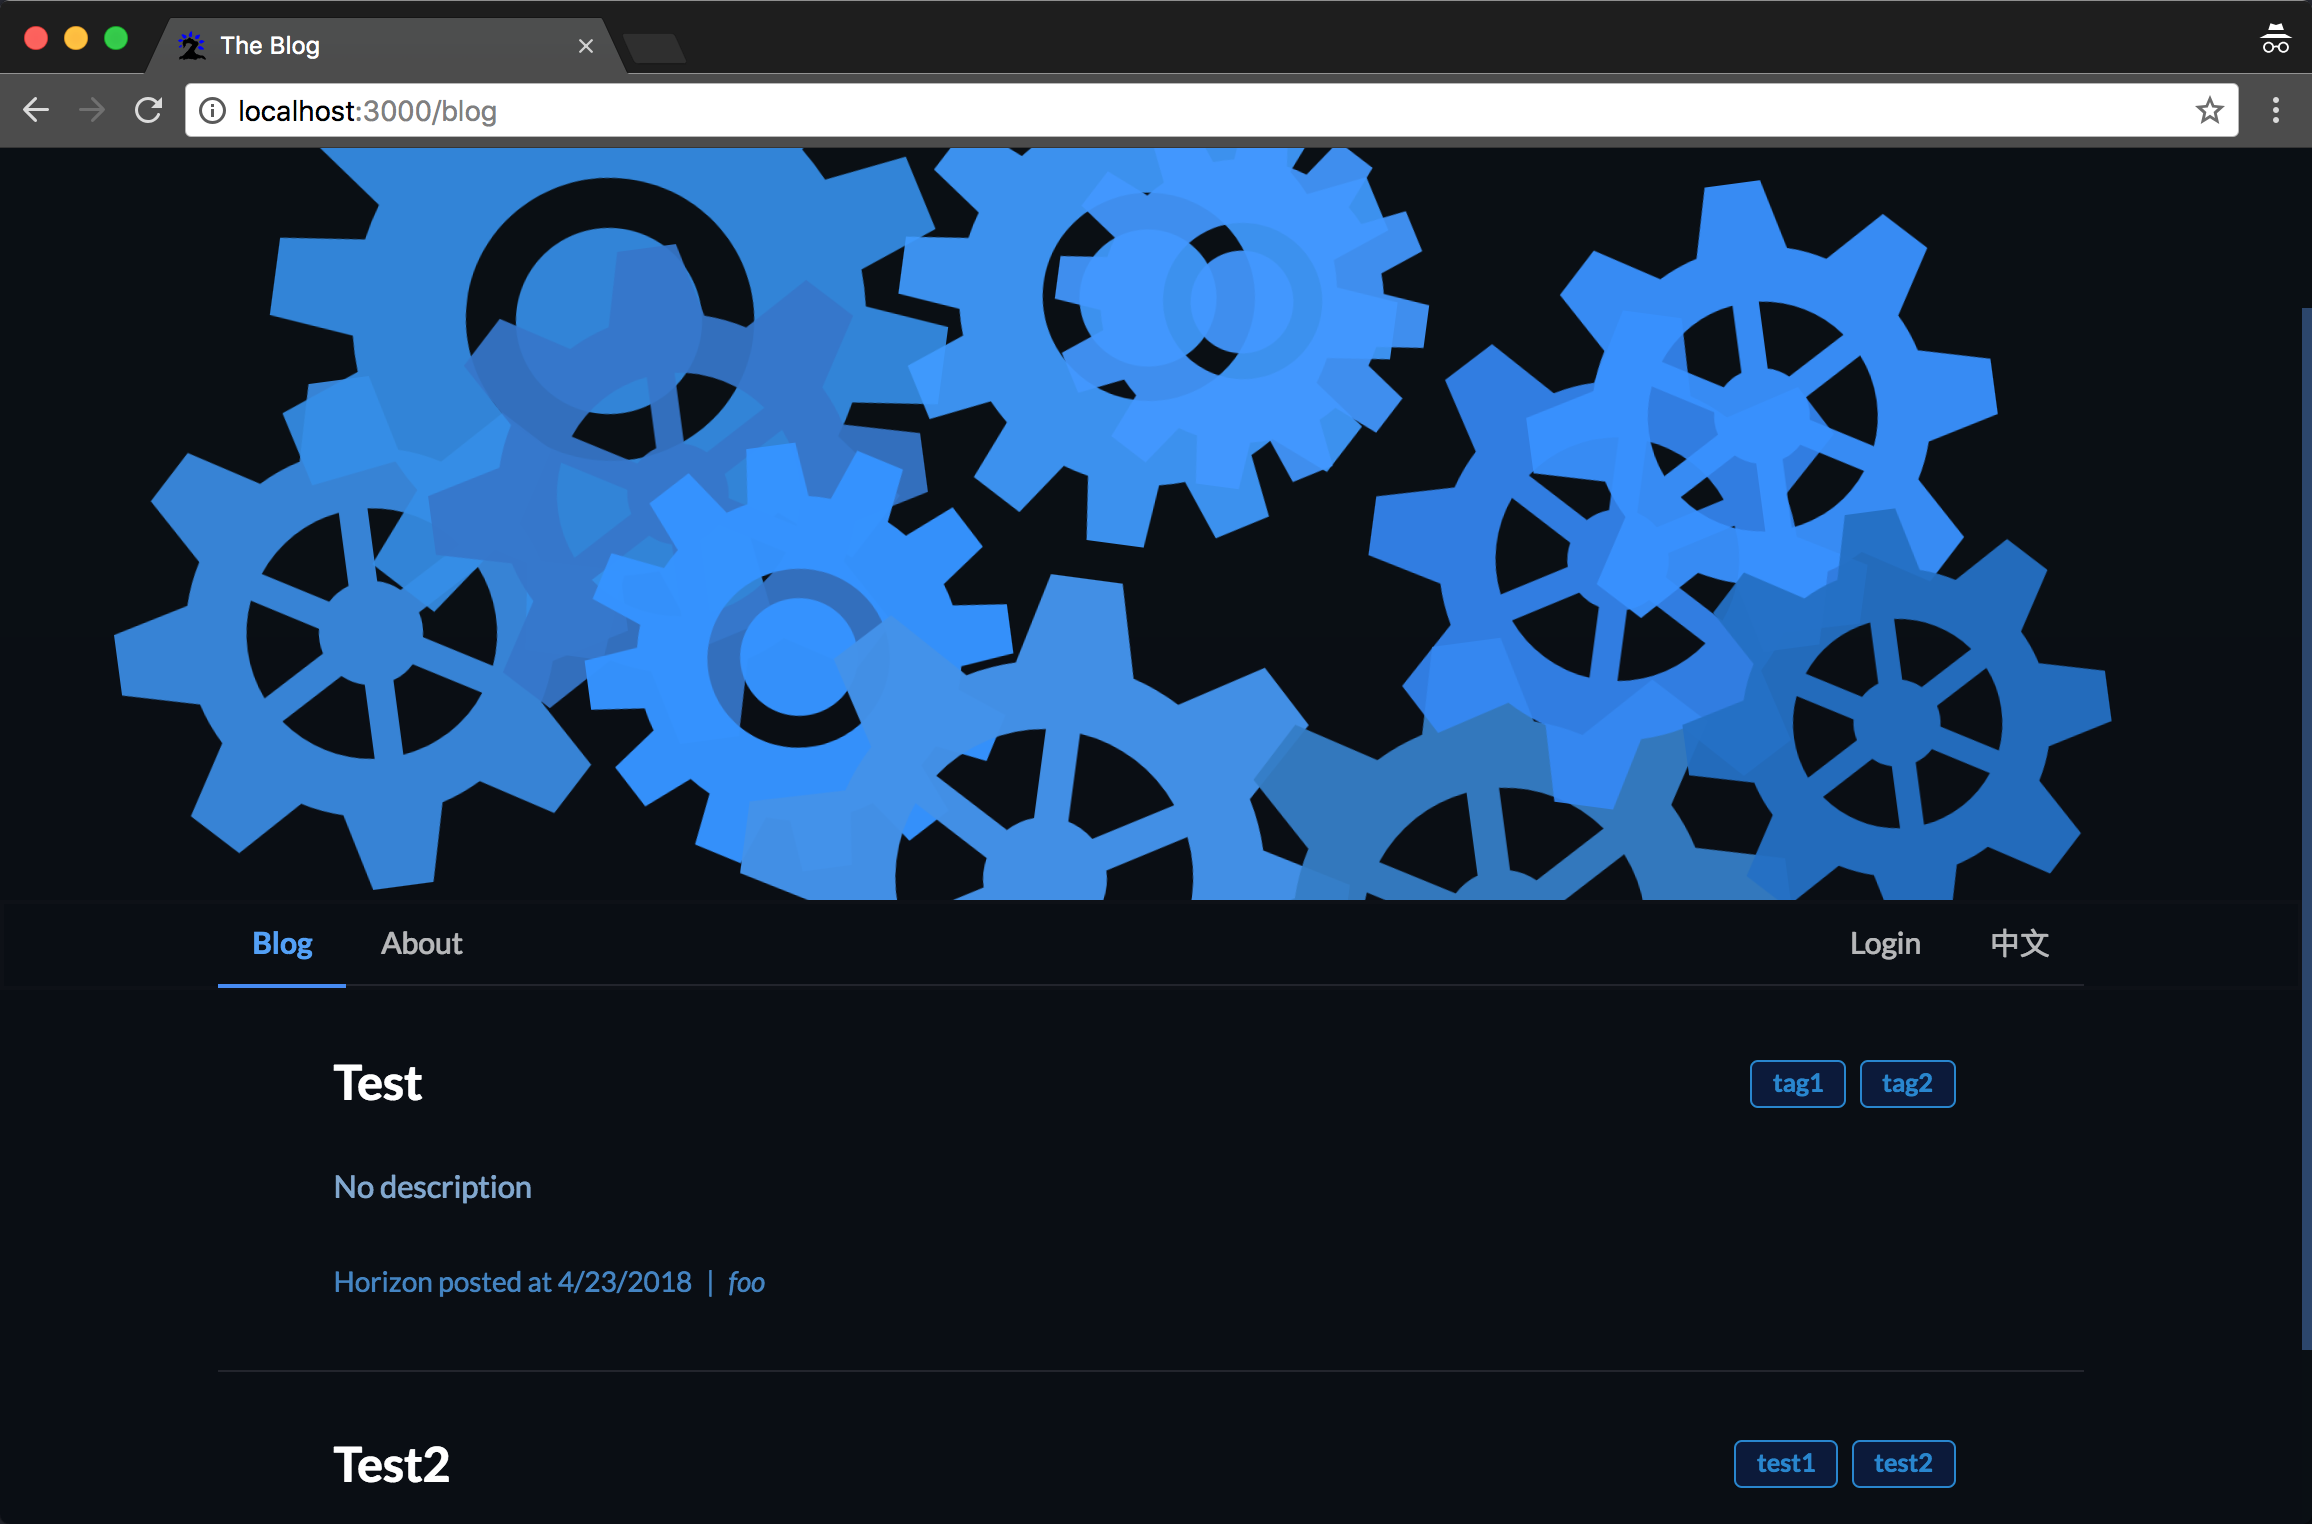 The Blog
localhost:3000/blog
Blog About Login 中文
Test tag1 tag2
No description
Horizon posted at 4/23/2018 | foo
Test2 test1 test2